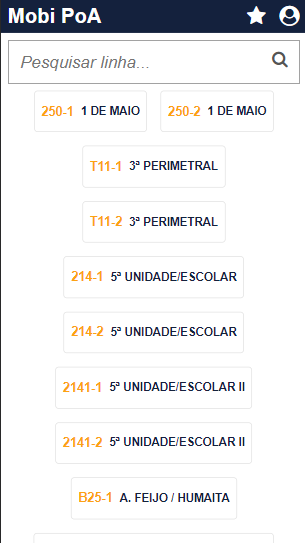 Mobi PoA
Pesquisar linha...
250-1 1 DE MAIO 250-2 1 DE MAIO
T11-1 3ª PERIMETRAL
T11-2 3ª PERIMETRAL
214-1 5ª UNIDADE/ESCOLAR
214-2 5ª UNIDADE/ESCOLAR
2141-1 5ª UNIDADE/ESCOLAR II
2141-2 5ª UNIDADE/ESCOLAR II
B25-1 A. FEIJO / HUMAITA